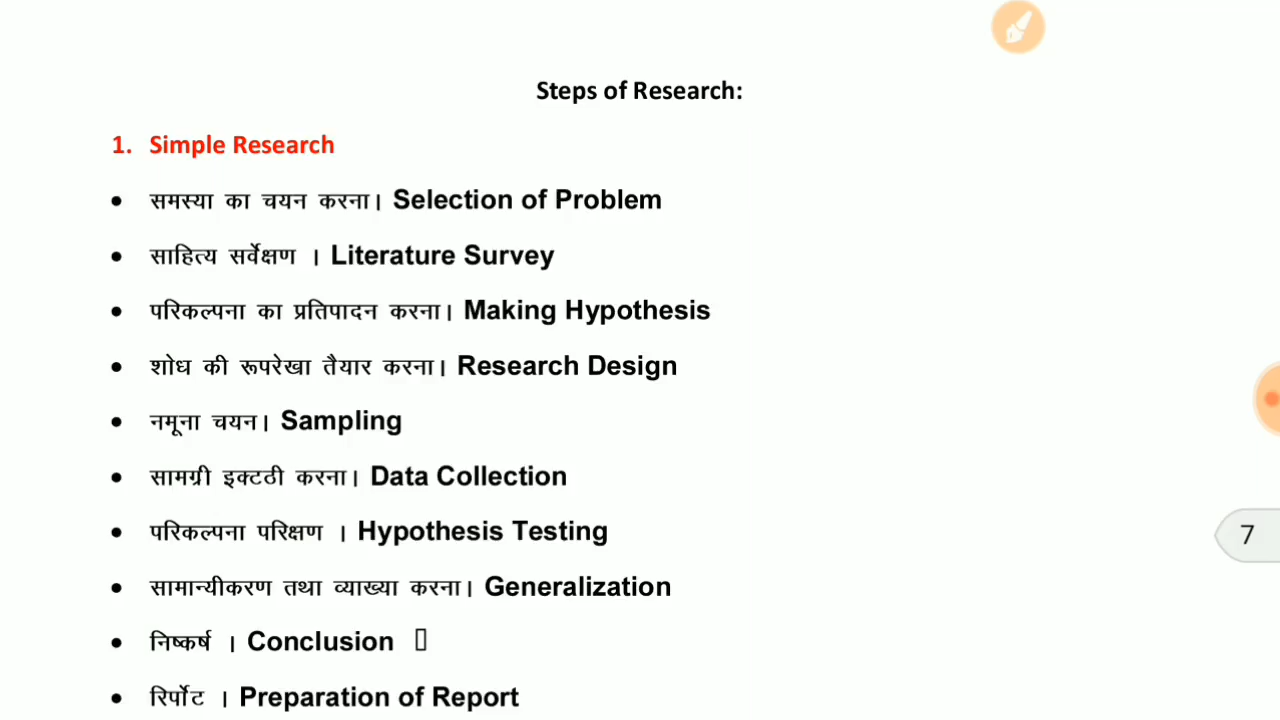 Steps of Research:
1. Simple Research
• समस्या का चयन करना। Selection of Problem
• साहित्य सर्वेक्षण । Literature Survey
• परिकल्पना का प्रतिपादन करना। Making Hypothesis
• शोध की रूपरेखा तैयार करना। Research Design
• नमूना चयन। Sampling
• सामग्री इक्टठी करना। Data Collection
• परिकल्पना परिक्षण । Hypothesis Testing
7
• सामान्यीकरण तथा व्याख्या करना। Generalization
• निष्कर्ष । Conclusion
• रिर्पोट । Preparation of Report